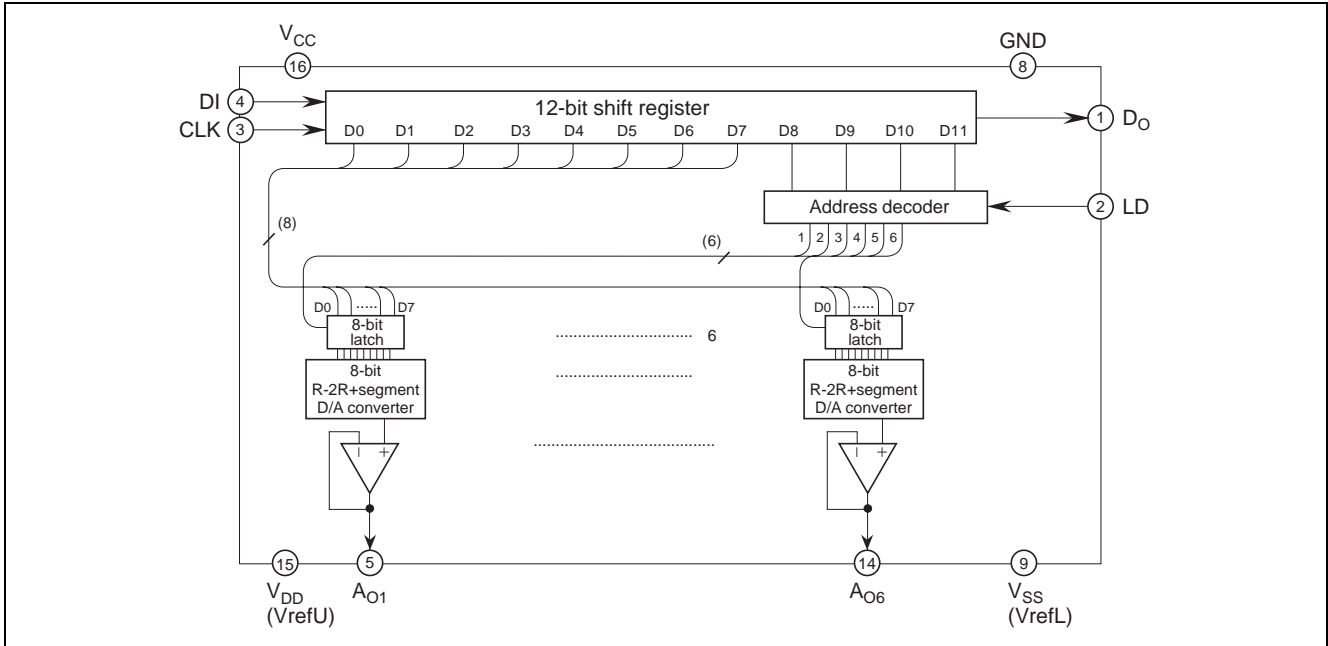 VCC
GND
16
8
DI 4
12-bit shift register
1 DO
CLK 3
D0 D1 D2 D3 D4 D5 D6 D7 D8 D9 D10 D11
Address decoder
2 LD
1 2 3 4 5 6
(8)
(6)
D0 ..... D7
D0 ..... D7
8-bit
latch
8-bit
latch
............................ 6
8-bit
R-2R+segment
D/A converter
............................
8-bit
R-2R+segment
D/A converter
.....................................
– +
– +
15
5
14
9
VDD
(VrefU)
AO1
AO6
VSS
(VrefL)